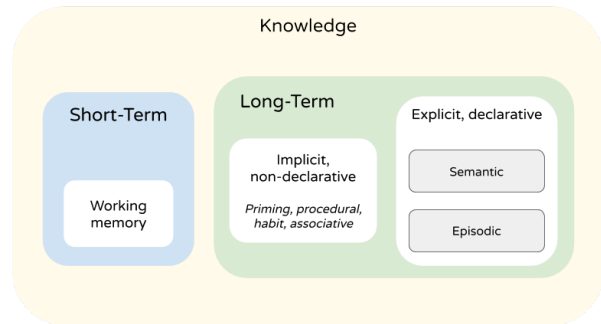 Knowledge
Short-Term
Working
memory
Long-Term
Implicit,
non-declarative
Priming, procedural,
habit, associative
Explicit, declarative
Semantic
Episodic